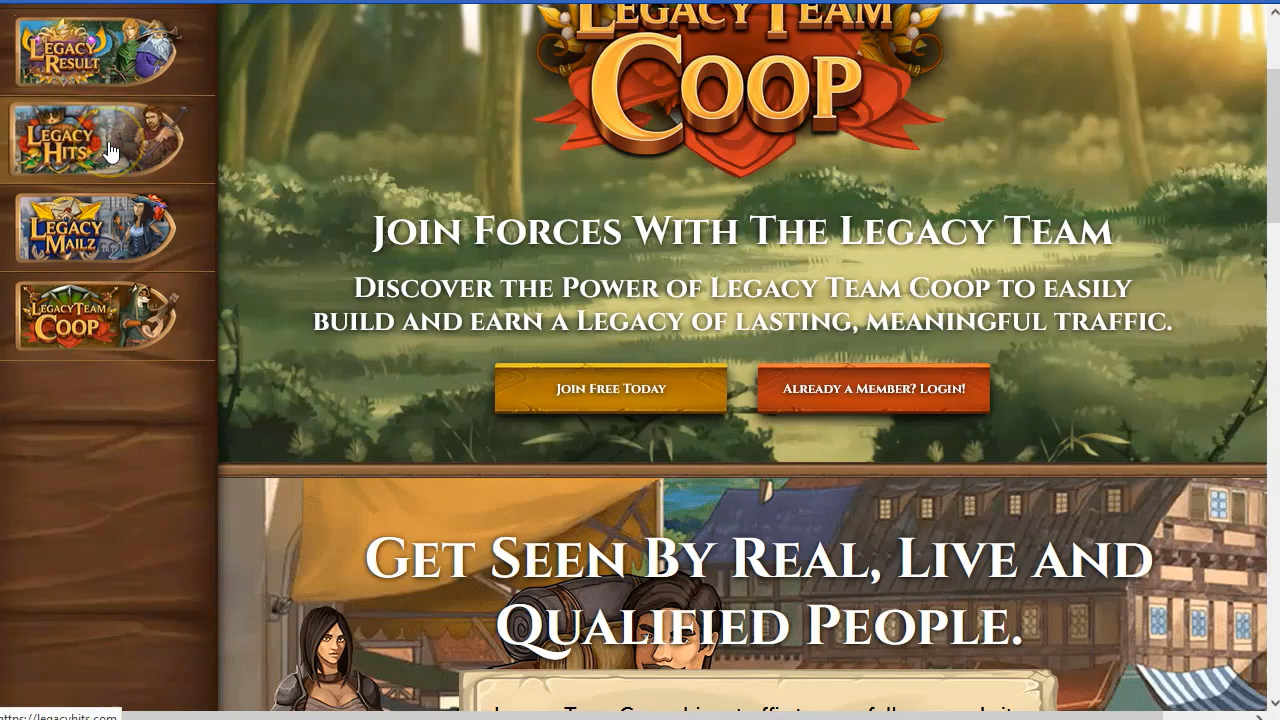 Legacy
Result
Legacy
Hits
Legacy
Mailz
Legacy Team
Coop
Legacy Team
Coop
Join Forces With The Legacy Team
Discover the Power of Legacy Team Coop to easily
build and earn a Legacy of lasting, meaningful traffic.
Join Free Today
Already a Member? Login!
Get Seen By Real, Live and
Qualified People.
https://legacyhits.com